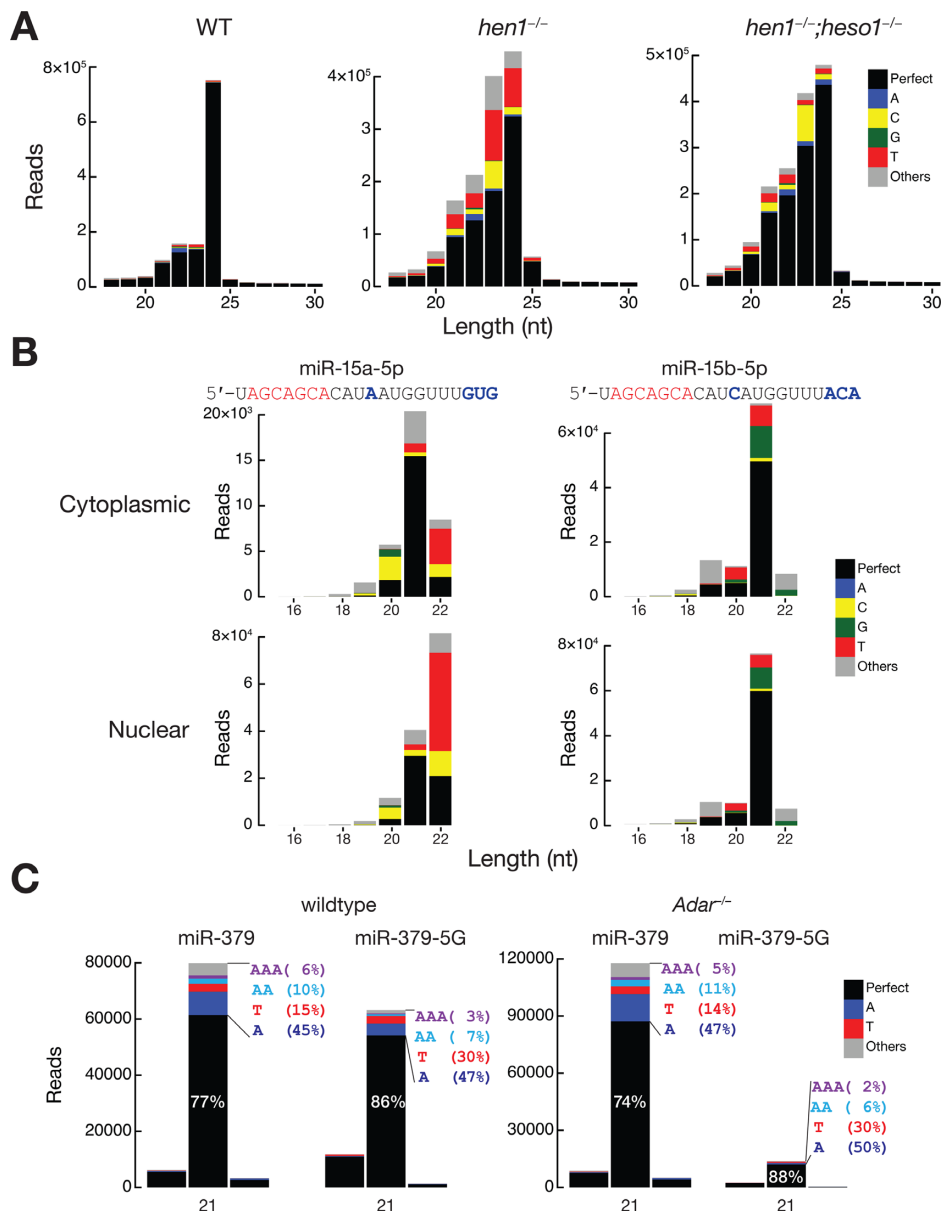 A
WT
hen1−/−
hen1−/−;heso1−/−
Reads
8×10⁵
6
4
2
0
20
25
30
4×10⁵
3
2
1
0
20
25
30
5×10⁵
4
3
2
1
0
20
25
30
Perfect
A
C
G
T
Others
Length (nt)
B
miR-15a-5p
5′-UAGCAGCACAUAAUGGUUUGUG
miR-15b-5p
5′-UAGCAGCACAUCAUGGUUUACA
Cytoplasmic
Reads
20×10³
15
10
5
0
16
18
20
22
Reads
6×10⁴
4
2
0
16
18
20
22
Perfect
A
C
G
T
Others
Nuclear
Reads
8×10⁴
6
4
2
0
16
18
20
22
Reads
8×10⁴
6
4
2
0
16
18
20
22
Length (nt)
C
wildtype
Adar−/−
miR-379
miR-379-5G
miR-379
miR-379-5G
Reads
80000
60000
40000
20000
0
AAA( 6%)
AA (10%)
T (15%)
A (45%)
77%
21
AAA( 3%)
AA ( 7%)
T (30%)
A (47%)
86%
21
120000
90000
60000
30000
0
AAA( 5%)
AA (11%)
T (14%)
A (47%)
74%
21
AAA( 2%)
AA ( 6%)
T (30%)
A (50%)
88%
21
Perfect
A
T
Others